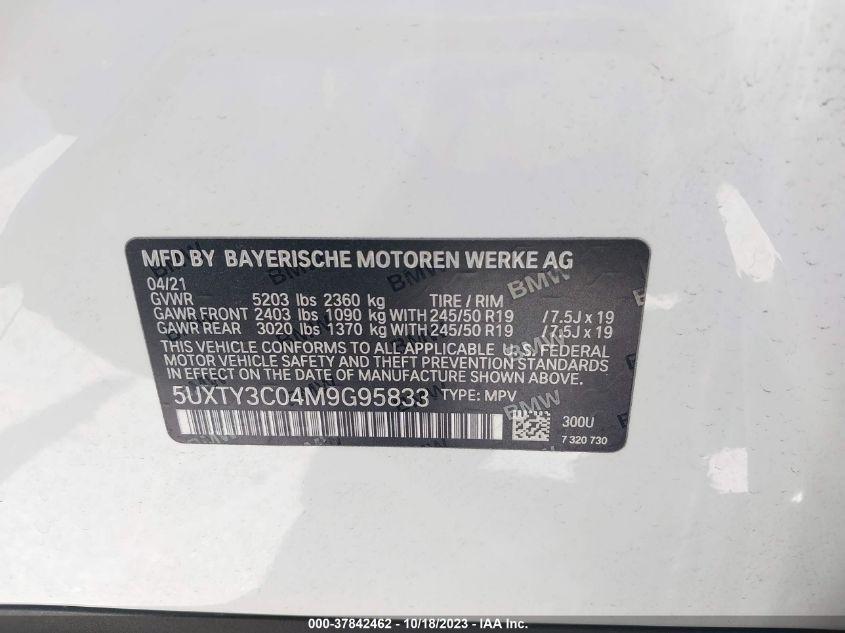 MFD BY BAYERISCHE MOTOREN WERKE AG
04/21
GVWR 5203 lbs 2360 kg TIRE / RIM
GAWR FRONT 2403 lbs 1090 kg WITH 245/50 R19 / 7.5J x 19
GAWR REAR 3020 lbs 1370 kg WITH 245/50 R19 / 7.5J x 19
THIS VEHICLE CONFORMS TO ALL APPLICABLE U.S. FEDERAL
MOTOR VEHICLE SAFETY AND THEFT PREVENTION STANDARDS
IN EFFECT ON THE DATE OF MANUFACTURE SHOWN ABOVE.
5UXTY3C04M9G95833 TYPE: MPV
300U
7 320 730
000-37842462 - 10/18/2023 - IAA Inc.